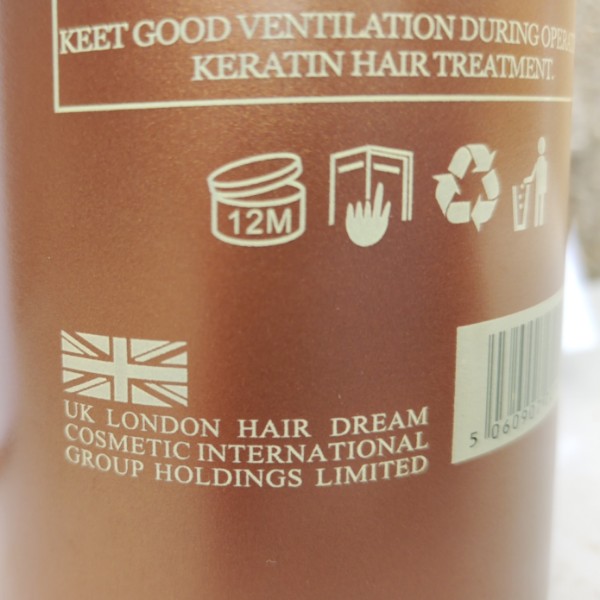 KEET GOOD VENTILATION DURING
KERATIN HAIR TREATMENT.
12M
UK LONDON HAIR DREAM
COSMETIC INTERNATIONAL
GROUP HOLDINGS LIMITED